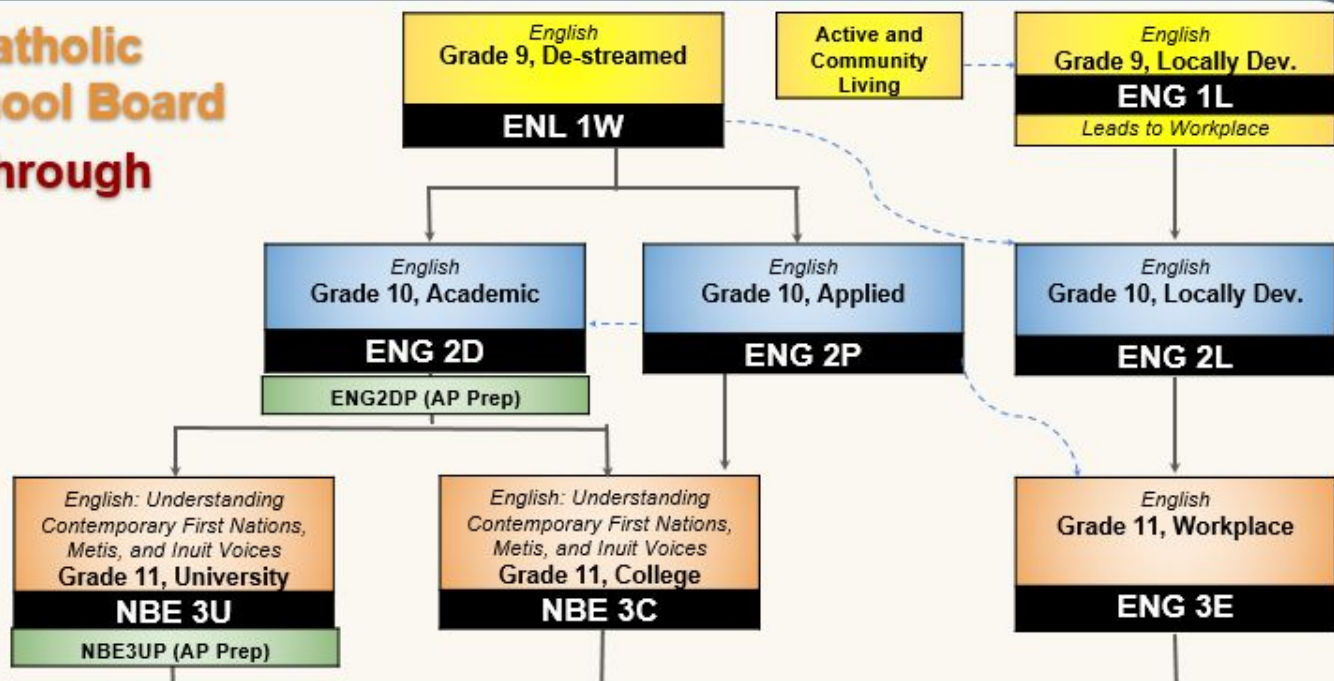 hool Board
hrough
English
Grade 9, De-streamed
ENL 1W
Active and
Community
Living
English
Grade 9, Locally Dev.
ENG 1L
Leads to Workplace
English
Grade 10, Academic
ENG 2D
ENG2DP (AP Prep)
English
Grade 10, Applied
ENG 2P
English
Grade 10, Locally Dev.
ENG 2L
English: Understanding
Contemporary First Nations,
Metis, and Inuit Voices
Grade 11, University
NBE 3U
NBE3UP (AP Prep)
English: Understanding
Contemporary First Nations,
Metis, and Inuit Voices
Grade 11, College
NBE 3C
English
Grade 11, Workplace
ENG 3E